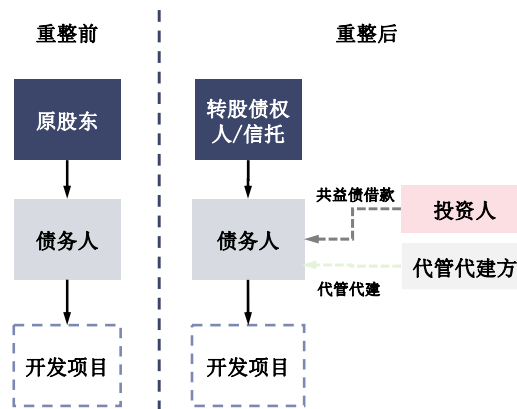 重整前
重整后
原股东
转股债权
人/信托
共益债借款
投资人
债务人
债务人
代管代建方
代管代建
开发项目
开发项目